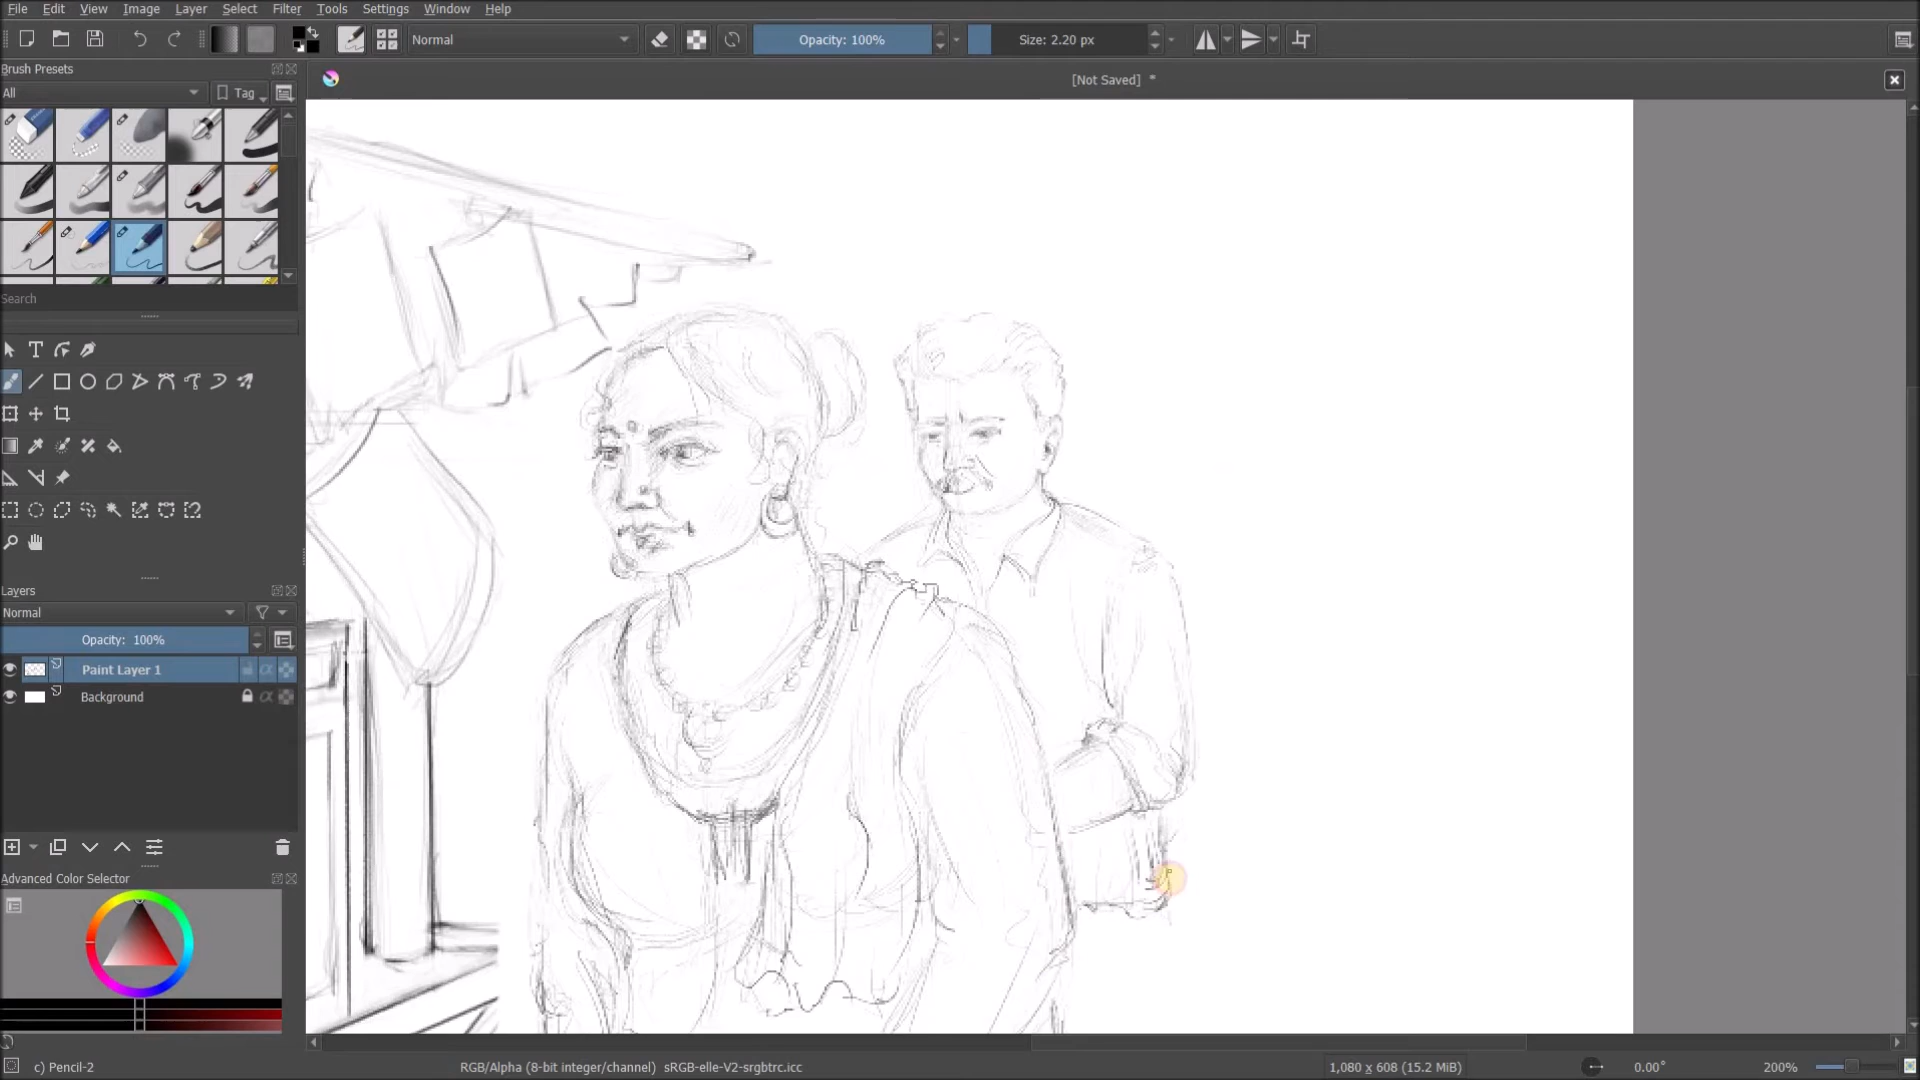 File Edit View Image Layer Select Filter Tools Settings Window Help
Normal Opacity: 100% Size: 2.20 px
Brush Presets
[Not Saved] *
All Tag
Search
Layers
Normal
Opacity: 100%
Paint Layer 1
Background
Advanced Color Selector
c) Pencil-2 RGB/Alpha (8-bit integer/channel) sRGB-elle-V2-srgbtrc.icc 1,080 x 608 (15.2 MiB) 0.00° 200%